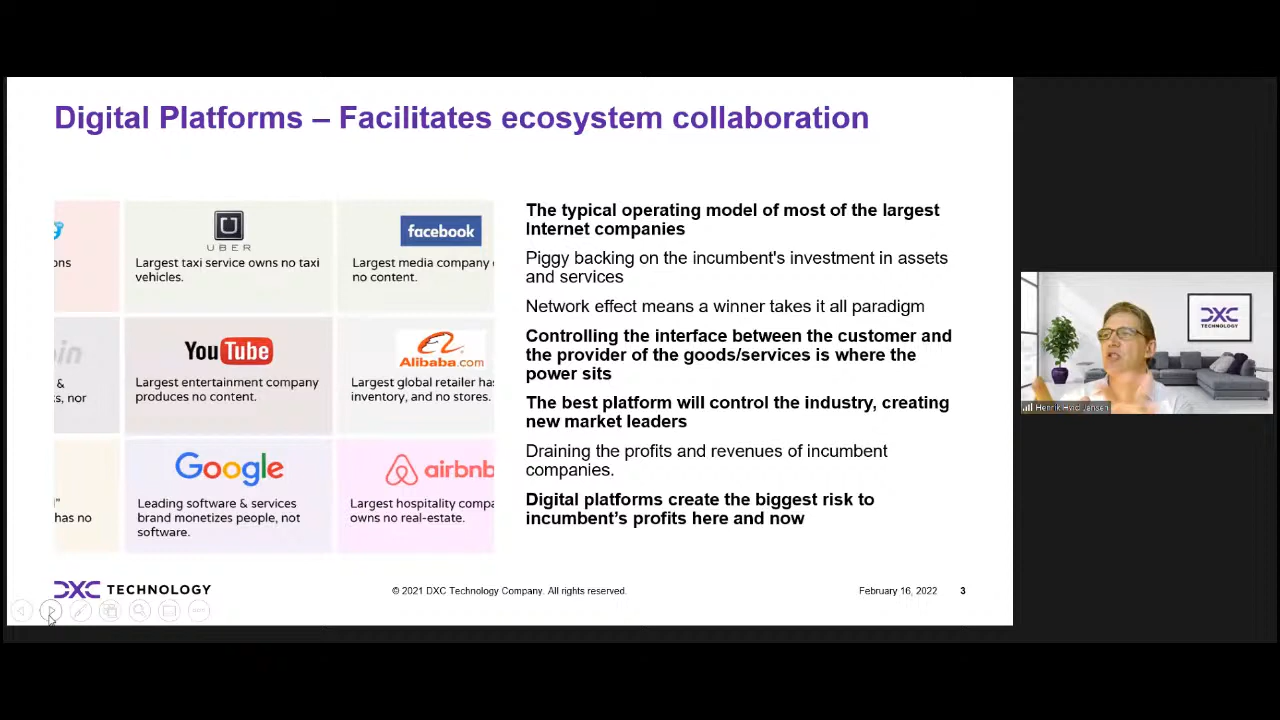 Digital Platforms – Facilitates ecosystem collaboration
ons
UBER
Largest taxi service owns no taxi
vehicles.
facebook
Largest media company
no content.
in
&
s, nor
YouTube
Largest entertainment company
produces no content.
Alibaba.com
Largest global retailer has
inventory, and no stores.
"
has no
Google
Leading software & services
brand monetizes people, not
software.
airbnb
Largest hospitality compa
owns no real-estate.
The typical operating model of most of the largest
Internet companies
Piggy backing on the incumbent's investment in assets
and services
Network effect means a winner takes it all paradigm
Controlling the interface between the customer and
the provider of the goods/services is where the
power sits
The best platform will control the industry, creating
new market leaders
Draining the profits and revenues of incumbent
companies.
Digital platforms create the biggest risk to
incumbent’s profits here and now
DXC TECHNOLOGY
© 2021 DXC Technology Company. All rights reserved.
February 16, 2022
3
DXC
TECHNOLOGY
Henrik Hvid Jensen